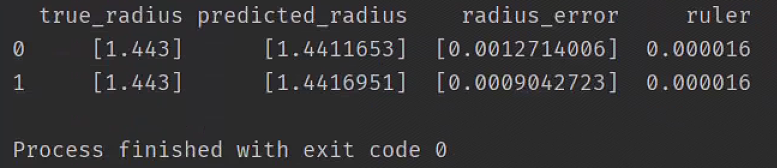 true_radius predicted_radius radius_error ruler
0 [1.443] [1.4411653] [0.0012714006] 0.000016
1 [1.443] [1.4416951] [0.0009042723] 0.000016
Process finished with exit code 0